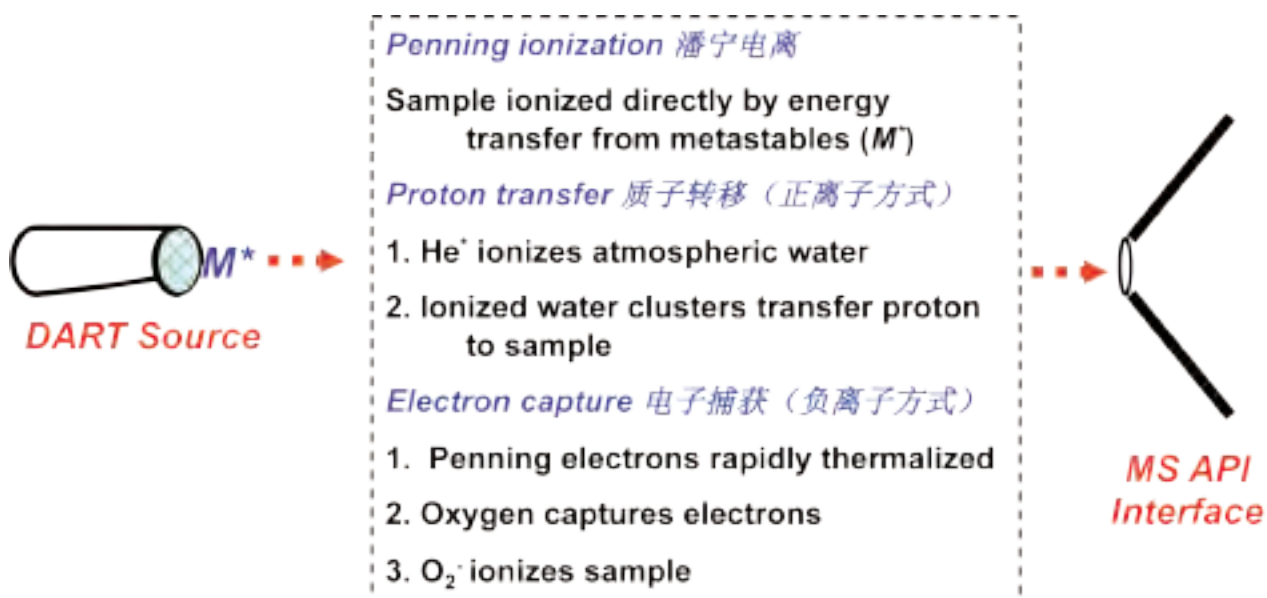 Penning ionization 潘宁电离
Sample ionized directly by energy
transfer from metastables (M*)
Proton transfer 质子转移（正离子方式）
1. He* ionizes atmospheric water
2. Ionized water clusters transfer proton
to sample
Electron capture 电子捕获（负离子方式）
1. Penning electrons rapidly thermalized
2. Oxygen captures electrons
3. O₂⁻ ionizes sample
M*
DART Source
MS API
Interface